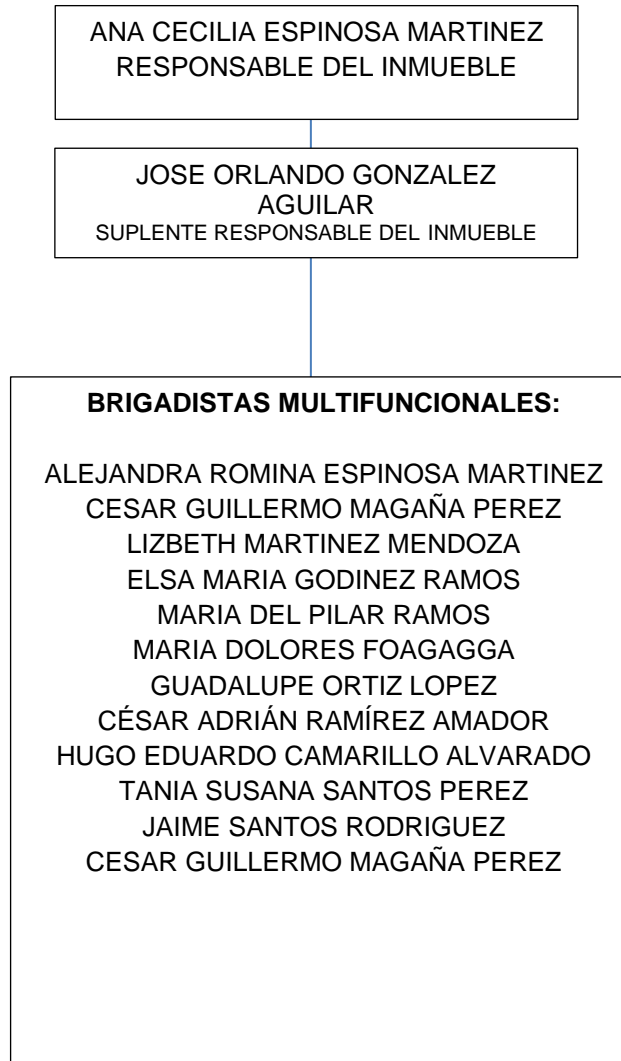 ANA CECILIA ESPINOSA MARTINEZ
RESPONSABLE DEL INMUEBLE
JOSE ORLANDO GONZALEZ
AGUILAR
SUPLENTE RESPONSABLE DEL INMUEBLE
BRIGADISTAS MULTIFUNCIONALES:
ALEJANDRA ROMINA ESPINOSA MARTINEZ
CESAR GUILLERMO MAGAÑA PEREZ
LIZBETH MARTINEZ MENDOZA
ELSA MARIA GODINEZ RAMOS
MARIA DEL PILAR RAMOS
MARIA DOLORES FOAGAGGA
GUADALUPE ORTIZ LOPEZ
CÉSAR ADRIÁN RAMÍREZ AMADOR
HUGO EDUARDO CAMARILLO ALVARADO
TANIA SUSANA SANTOS PEREZ
JAIME SANTOS RODRIGUEZ
CESAR GUILLERMO MAGAÑA PEREZ